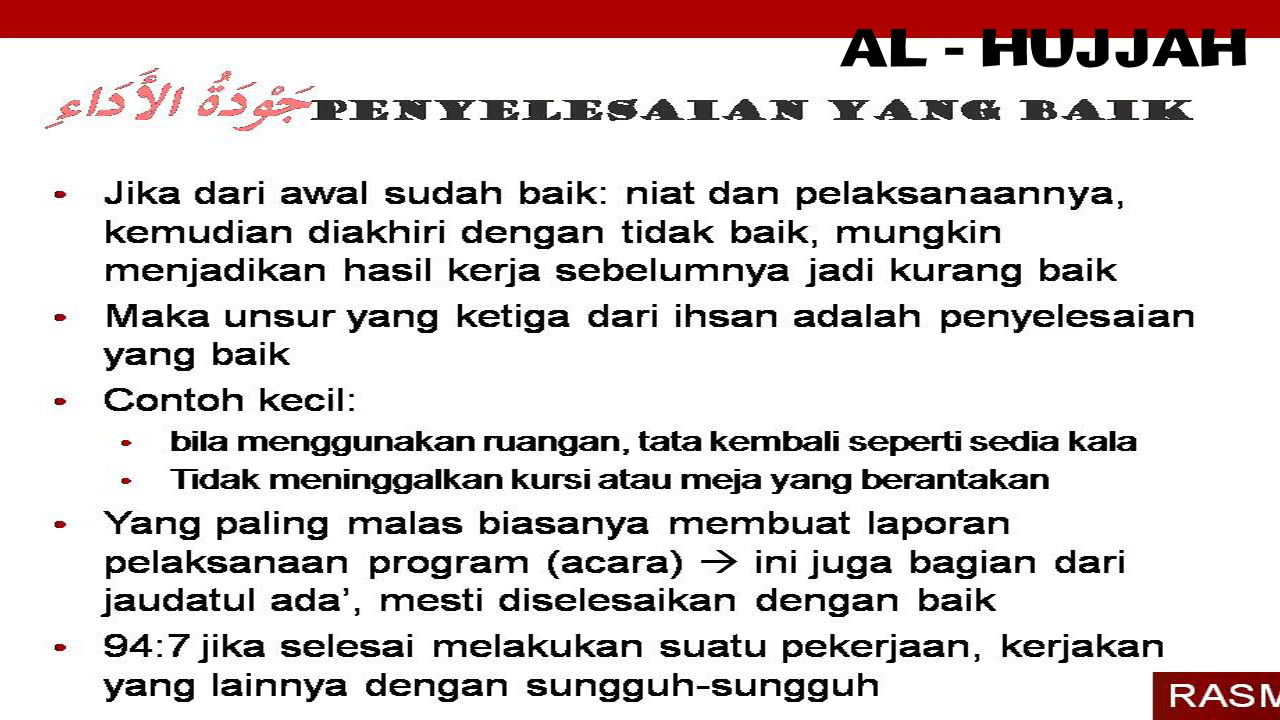 AL - HUJJAH
جَوْدَةُ الأَدَاءِ PENYELESAIAN YANG BAIK
• Jika dari awal sudah baik: niat dan pelaksanaannya,
kemudian diakhiri dengan tidak baik, mungkin
menjadikan hasil kerja sebelumnya jadi kurang baik
• Maka unsur yang ketiga dari ihsan adalah penyelesaian
yang baik
• Contoh kecil:
• bila menggunakan ruangan, tata kembali seperti sedia kala
• Tidak meninggalkan kursi atau meja yang berantakan
• Yang paling malas biasanya membuat laporan
pelaksanaan program (acara) → ini juga bagian dari
jaudatul ada’, mesti diselesaikan dengan baik
• 94:7 jika selesai melakukan suatu pekerjaan, kerjakan
yang lainnya dengan sungguh-sungguh
RASM